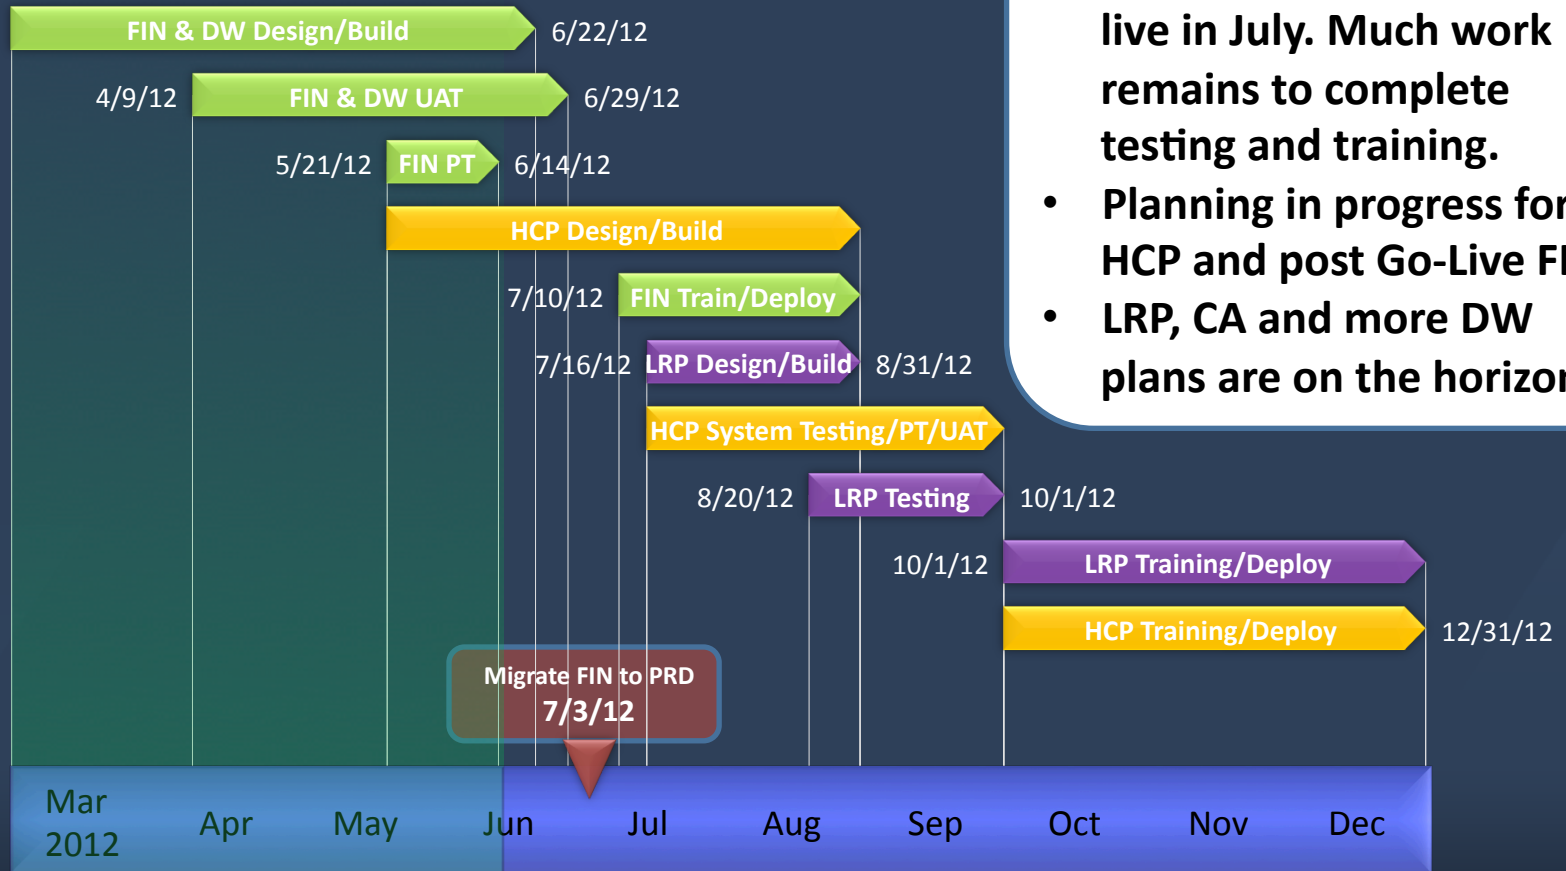 FIN & DW Design/Build 6/22/12
4/9/12 FIN & DW UAT 6/29/12
5/21/12 FIN PT 6/14/12
HCP Design/Build
7/10/12 FIN Train/Deploy
7/16/12 LRP Design/Build 8/31/12
HCP System Testing/PT/UAT
8/20/12 LRP Testing 10/1/12
10/1/12 LRP Training/Deploy
HCP Training/Deploy 12/31/12
Migrate FIN to PRD
7/3/12
live in July. Much work
remains to complete
testing and training.
• Planning in progress for
HCP and post Go-Live
• LRP, CA and more DW
plans are on the
Mar
2012
Apr May Jun Jul Aug Sep Oct Nov Dec